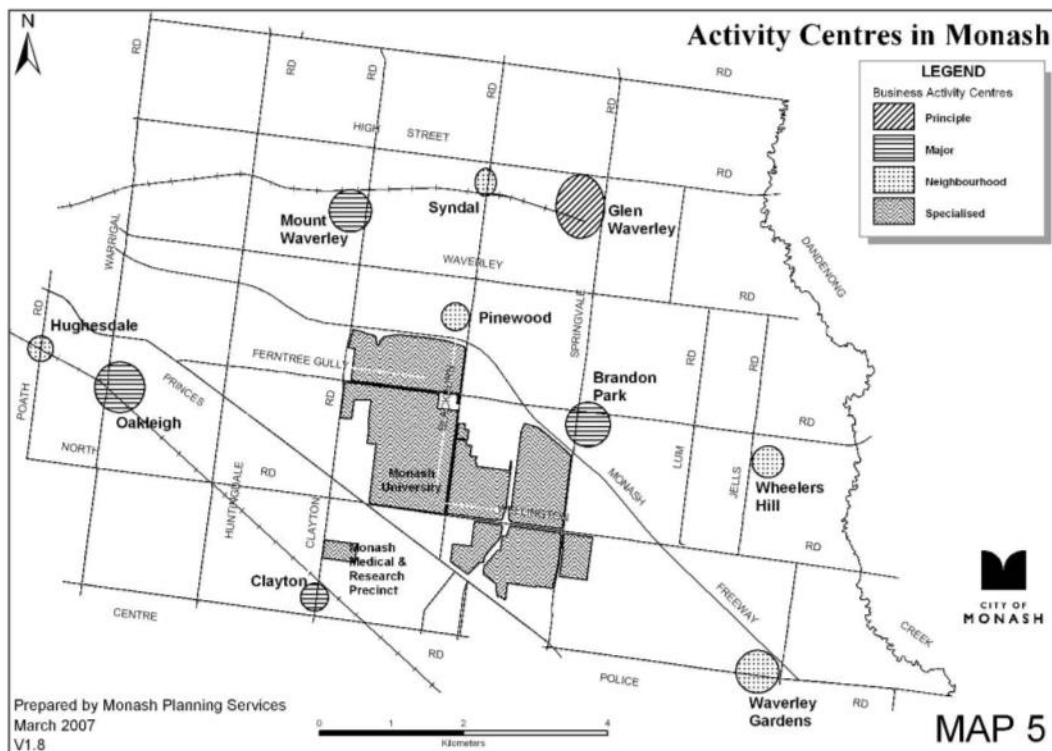 N
Activity Centres in Monash
LEGEND
Business Activity Centres
Principle
Major
Neighbourhood
Specialised
RD
RD
RD
RD
RD
RD
HIGH STREET
RD
Syndal
Mount
Waverley
Glen
Waverley
WARRIGAL
WAVERLEY
RD
DANDENONG
SPRINGVALE
RD
Hughesdale
Pinewood
FERNTREE GULLY
RD
RD
RD
Brandon
Park
POATH
PRINCES
Oakleigh
BLACKBURN
NORTH
RD
HUNTINGDALE
CLAYTON
Monash
University
MONASH
LUM
JELLS
Wheelers
Hill
WELLINGTON
RD
Monash
Medical &
Research
Precinct
Clayton
CENTRE
RD
FREEWAY
CREEK
POLICE
RD
Waverley
Gardens
CITY OF
MONASH
Prepared by Monash Planning Services
March 2007
V1.8
0 1 2 4
Kilometers
MAP 5